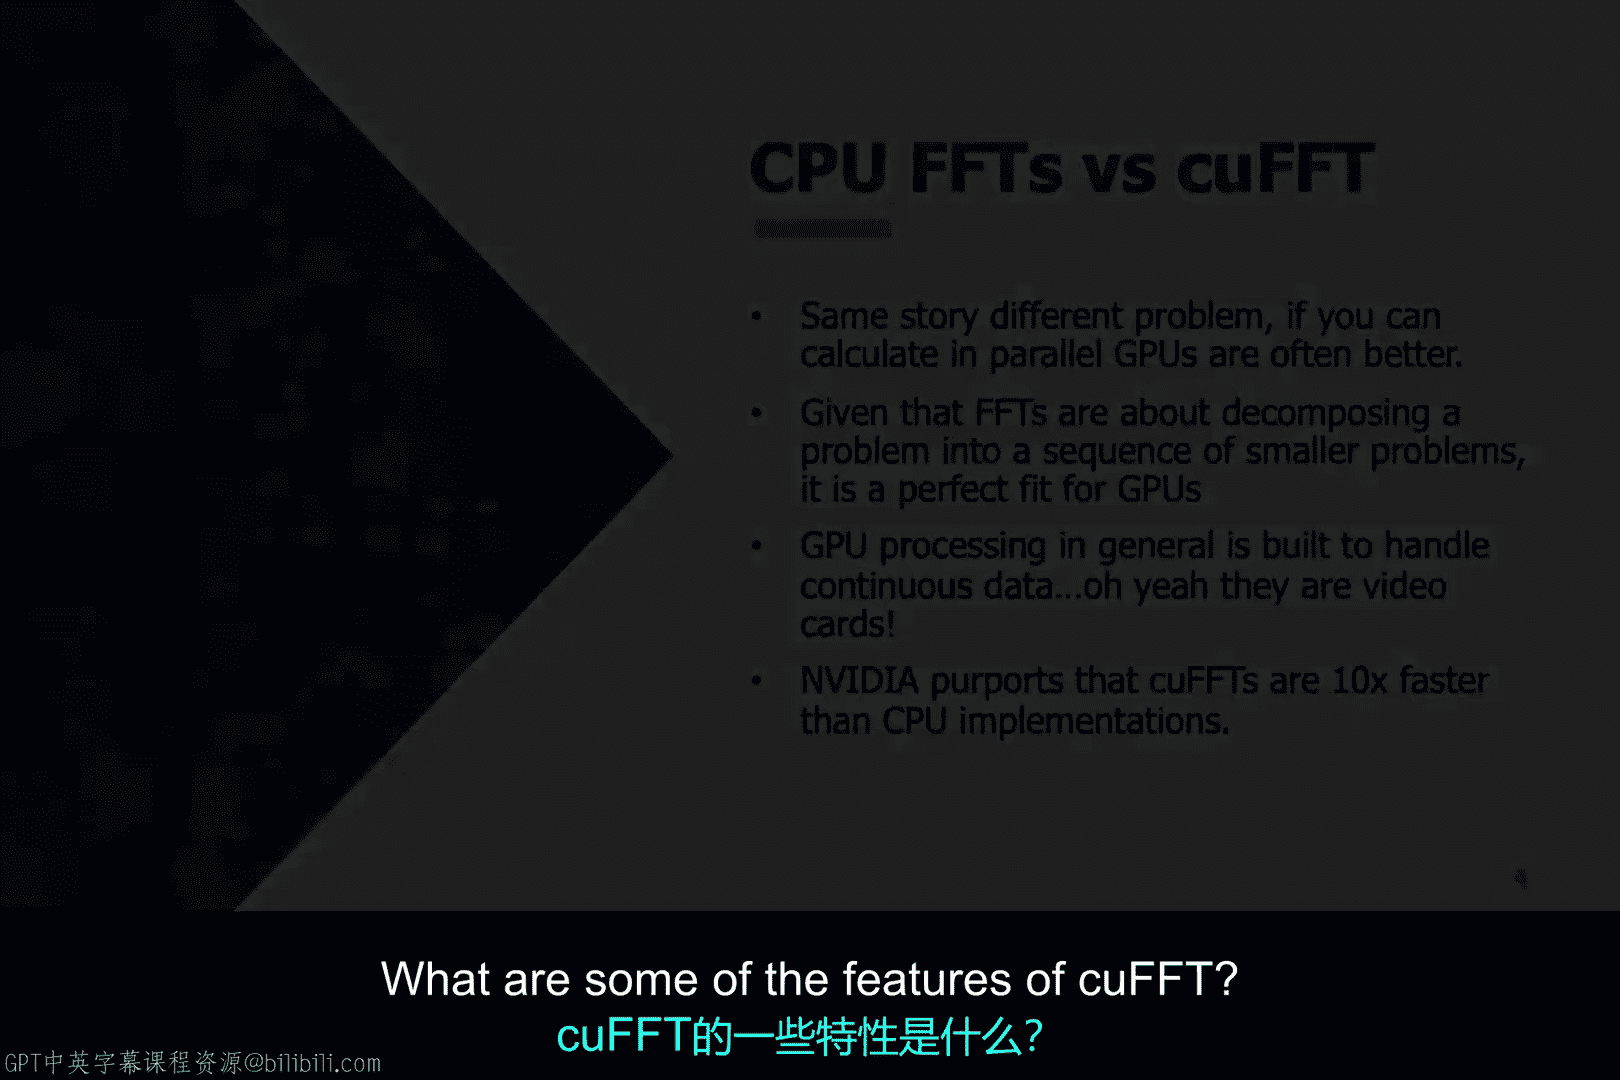 CPU FFTs vs cuFFT
• Same story different problem, if you can
calculate in parallel GPUs are often better.
• Given that FFTs are about decomposing a
problem into a sequence of smaller problems,
it is a perfect fit for GPUs
• GPU processing in general is built to handle
continuous data...oh yeah they are video
cards!
• NVIDIA purports that cuFFTs are 10x faster
than CPU implementations.
4
What are some of the features of cuFFT?
cuFFT的一些特性是什么?
GPT中英字幕课程资源@bilibili.com